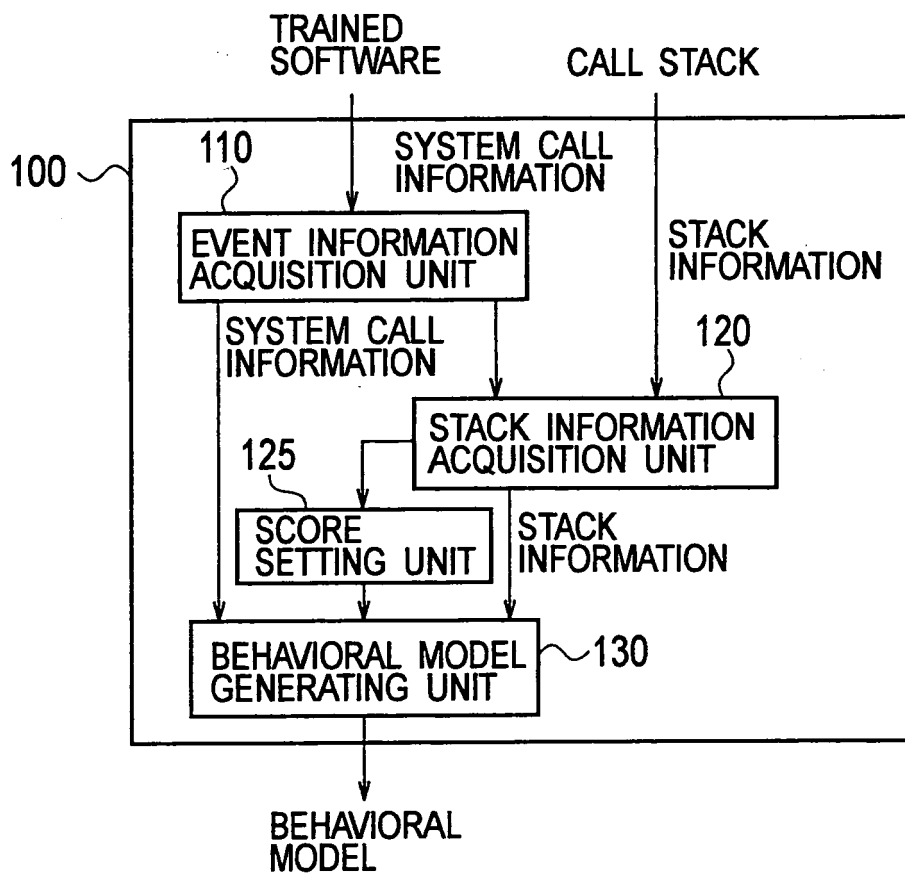 TRAINED
SOFTWARE
CALL STACK
100
110
SYSTEM CALL
INFORMATION
EVENT INFORMATION
ACQUISITION UNIT
STACK
INFORMATION
SYSTEM CALL
INFORMATION
120
STACK INFORMATION
ACQUISITION UNIT
125
SCORE
SETTING UNIT
STACK
INFORMATION
BEHAVIORAL MODEL
GENERATING UNIT
130
BEHAVIORAL
MODEL